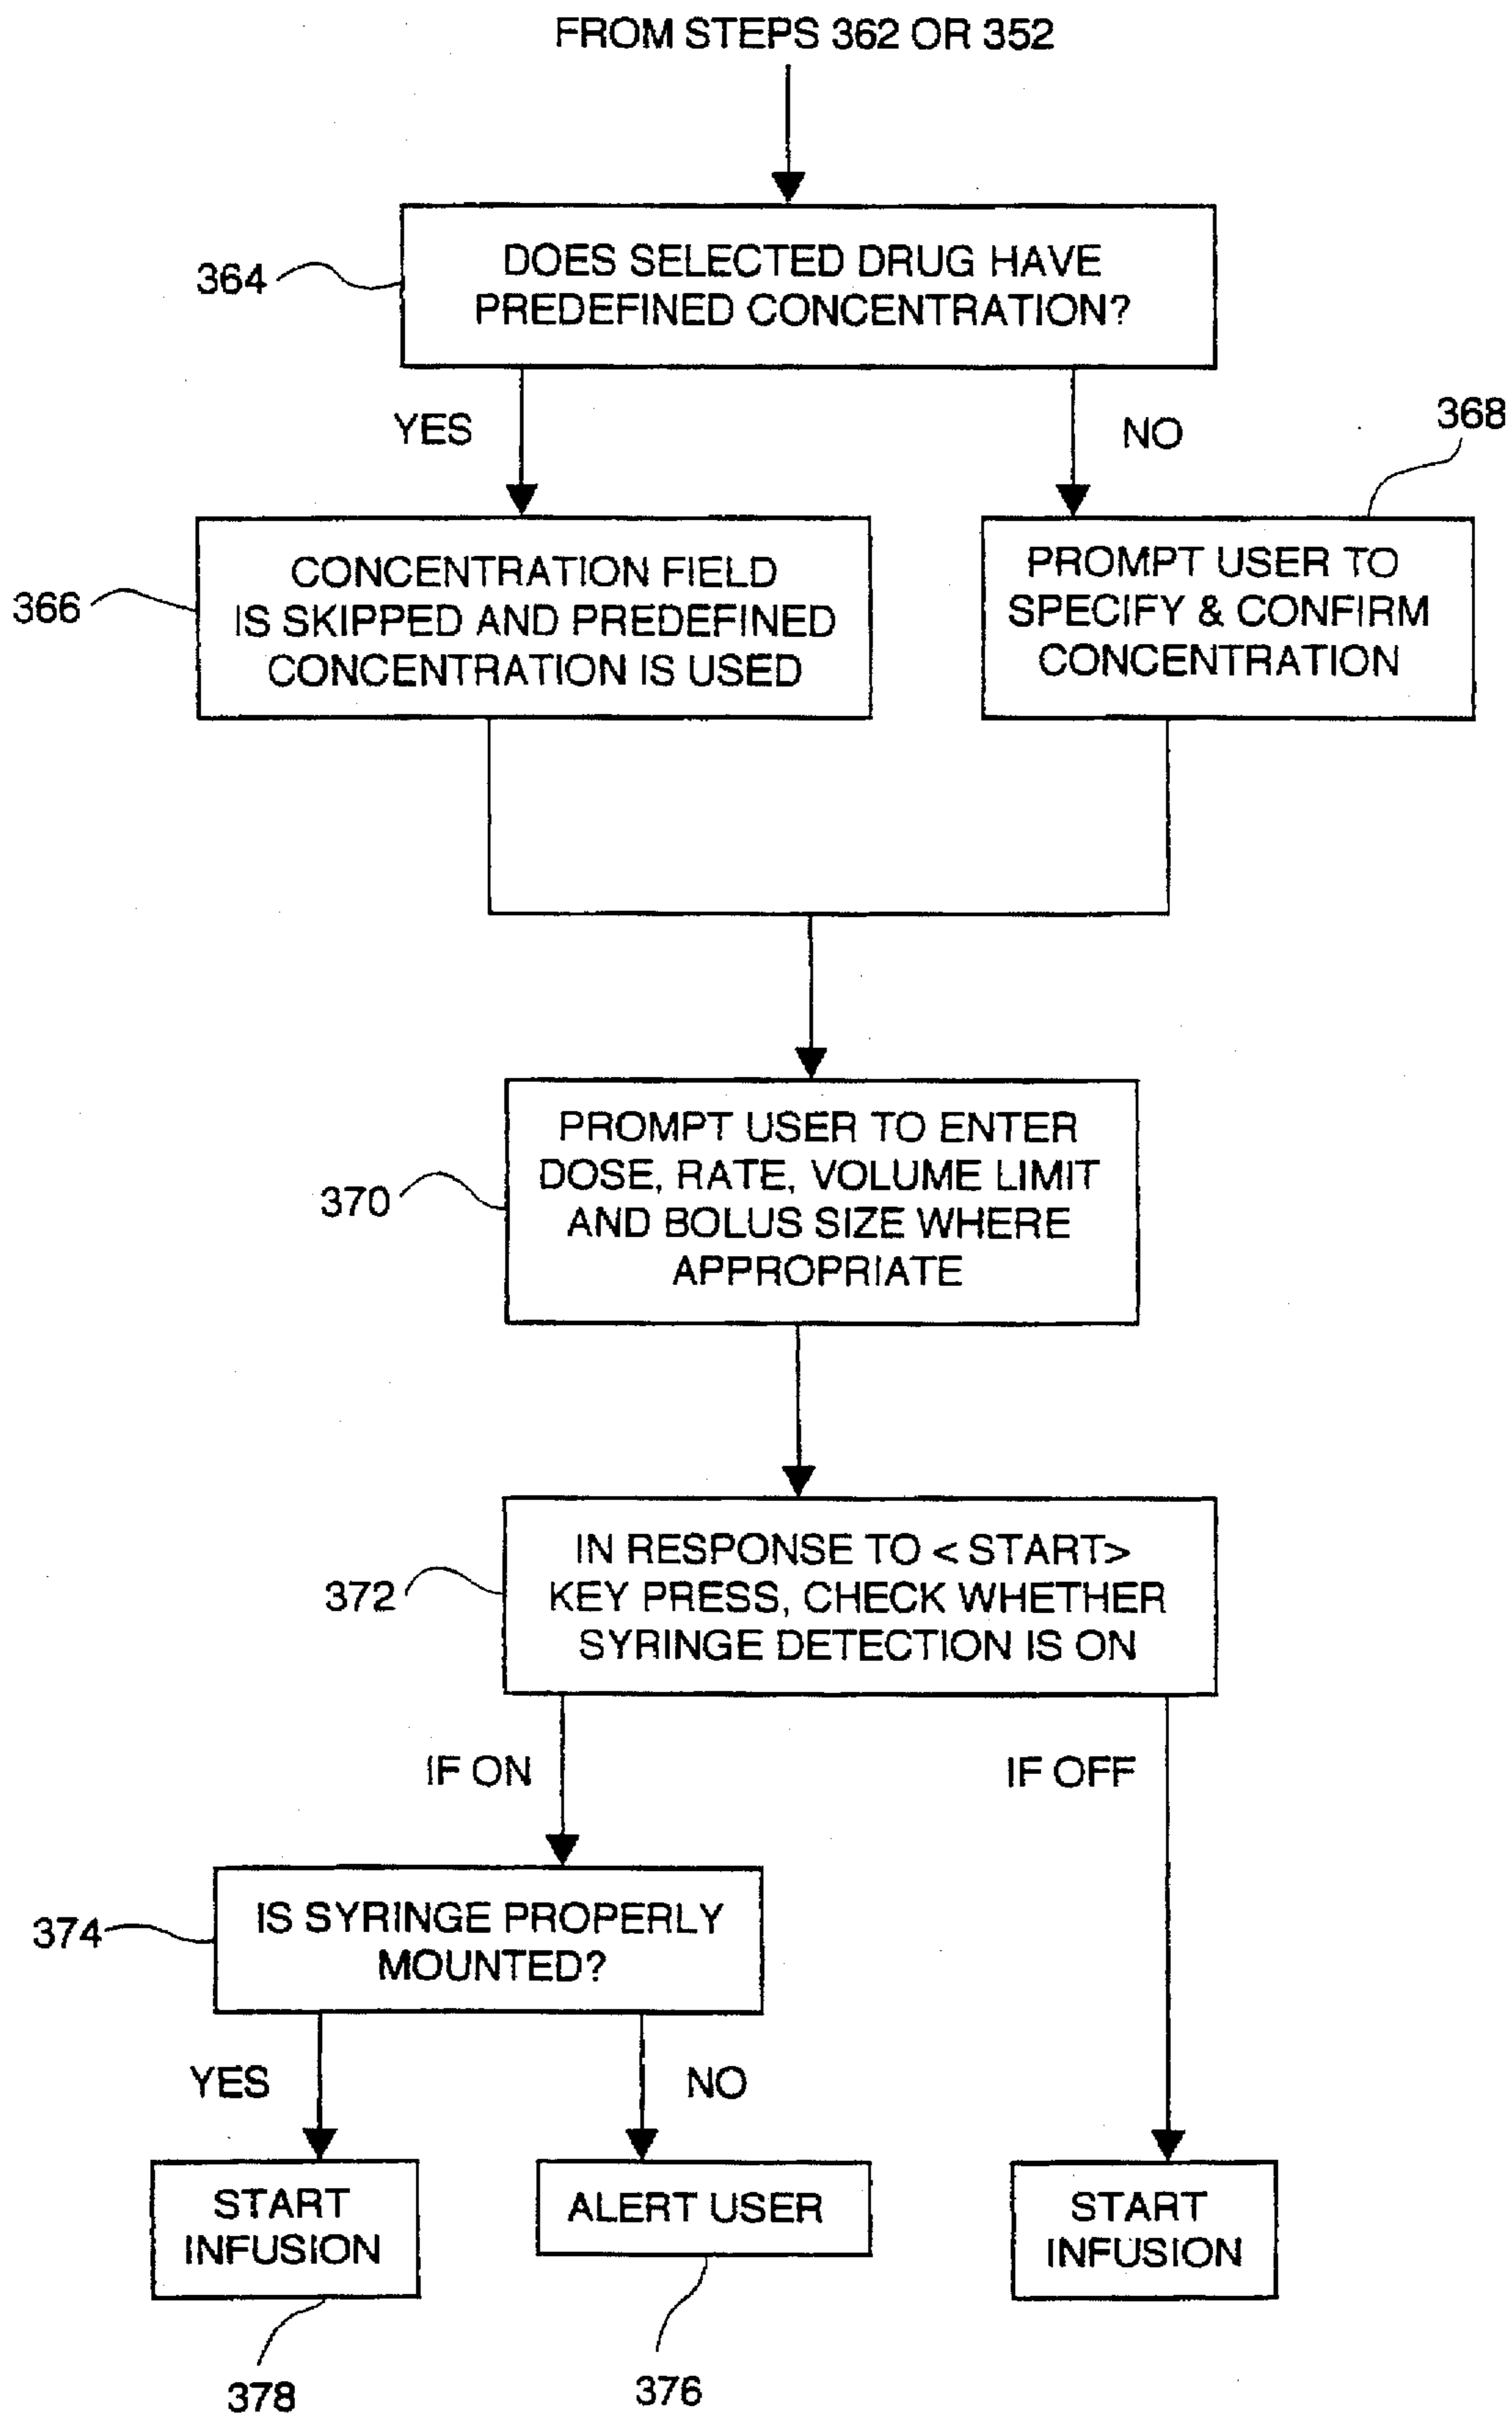 FROM STEPS 362 OR 352
364
DOES SELECTED DRUG HAVE
PREDEFINED CONCENTRATION?
YES
NO
368
366
CONCENTRATION FIELD
IS SKIPPED AND PREDEFINED
CONCENTRATION IS USED
PROMPT USER TO
SPECIFY & CONFIRM
CONCENTRATION
370
PROMPT USER TO ENTER
DOSE, RATE, VOLUME LIMIT
AND BOLUS SIZE WHERE
APPROPRIATE
372
IN RESPONSE TO < START>
KEY PRESS, CHECK WHETHER
SYRINGE DETECTION IS ON
IF ON
IF OFF
374
IS SYRINGE PROPERLY
MOUNTED?
YES
NO
START
INFUSION
ALERT USER
START
INFUSION
378
376